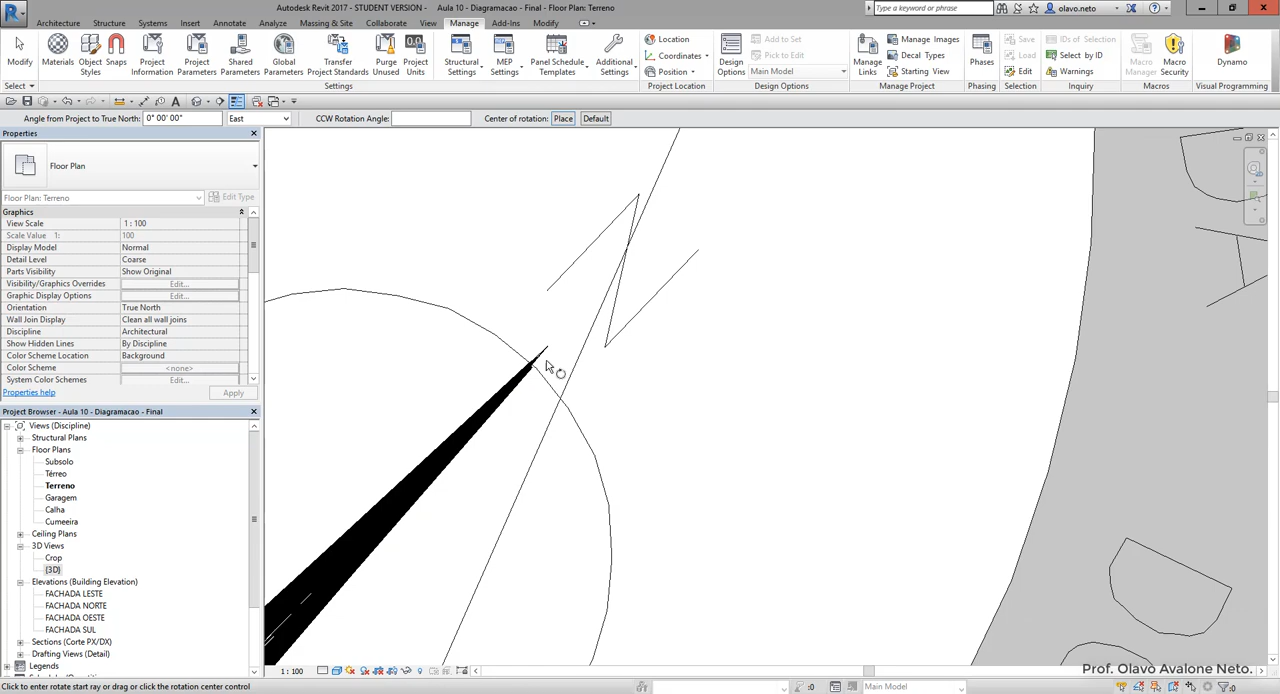 Autodesk Revit 2017 - STUDENT VERSION - Aula 10 - Diagramacao - Final - Floor Plan: Terreno
Type a keyword or phrase
olavo.neto
Architecture Structure Systems Insert Annotate Analyze Massing & Site Collaborate View Manage Add-Ins Modify
Modify
Materials
Object Styles
Snaps
Project Information
Project Parameters
Shared Parameters
Global Parameters
Transfer Project Standards
Purge Unused
Project Units
Structural Settings
MEP Settings
Panel Schedule Templates
Additional Settings
Location
Coordinates
Position
Design Options
Add to Set
Pick to Edit
Main Model
Manage Links
Manage Images
Decal Types
Starting View
Phases
Save
Load
Edit
IDs of Selection
Select by ID
Warnings
Macro Manager
Macro Security
Dynamo
Select Settings Project Location Design Options Manage Project Phasing Selection Inquiry Macros Visual Programming
Angle from Project to True North: 0° 00' 00" East CCW Rotation Angle: Center of rotation: Place Default
Properties
Floor Plan
Floor Plan: Terreno Edit Type
Graphics
View Scale 1 : 100
Scale Value 1: 100
Display Model Normal
Detail Level Coarse
Parts Visibility Show Original
Visibility/Graphics Overrides Edit...
Graphic Display Options Edit...
Orientation True North
Wall Join Display Clean all wall joins
Discipline Architectural
Show Hidden Lines By Discipline
Color Scheme Location Background
Color Scheme <none>
System Color Schemes Edit...
Properties help Apply
Project Browser - Aula 10 - Diagramacao - Final
Views (Discipline)
Structural Plans
Floor Plans
Subsolo
Térreo
Terreno
Garagem
Calha
Cumeeira
Ceiling Plans
3D Views
Crop
{3D}
Elevations (Building Elevation)
FACHADA LESTE
FACHADA NORTE
FACHADA OESTE
FACHADA SUL
Sections (Corte PX/DX)
Drafting Views (Detail)
Legends
1 : 100
Prof. Olavo Avalone Neto.
Click to enter rotate start ray or drag or click the rotation center control
:0
Main Model
:0